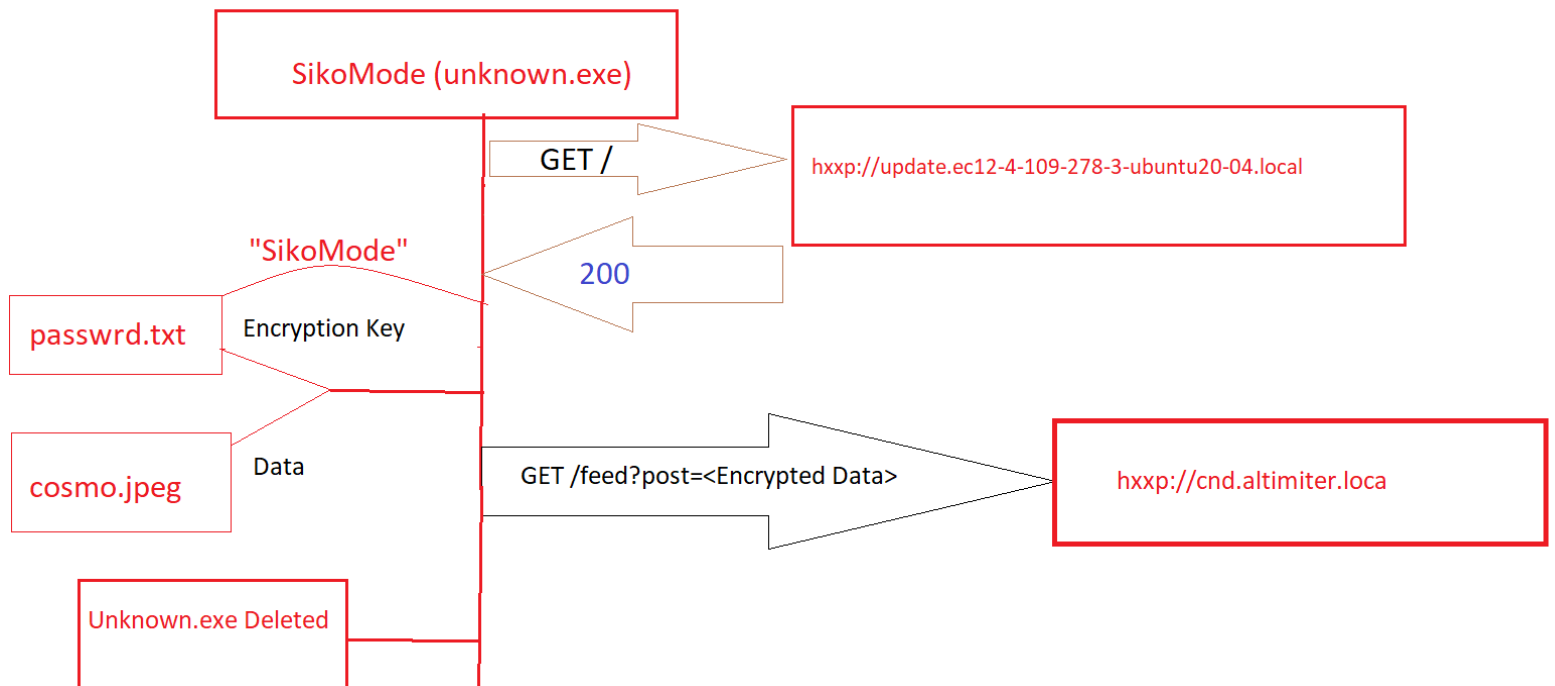 SikoMode (unknown.exe)
GET /
hxxp://update.ec12-4-109-278-3-ubuntu20-04.local
200
"SikoMode"
passwrd.txt
Encryption Key
cosmo.jpeg
Data
GET /feed?post=<Encrypted Data>
hxxp://cnd.altimiter.loca
Unknown.exe Deleted